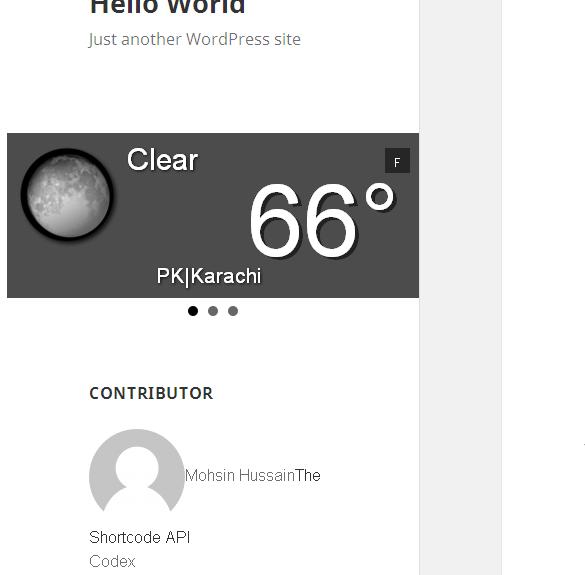 Hello World
Just another WordPress site
Clear
F
66°
PK|Karachi
CONTRIBUTOR
Mohsin HussainThe
Shortcode API
Codex